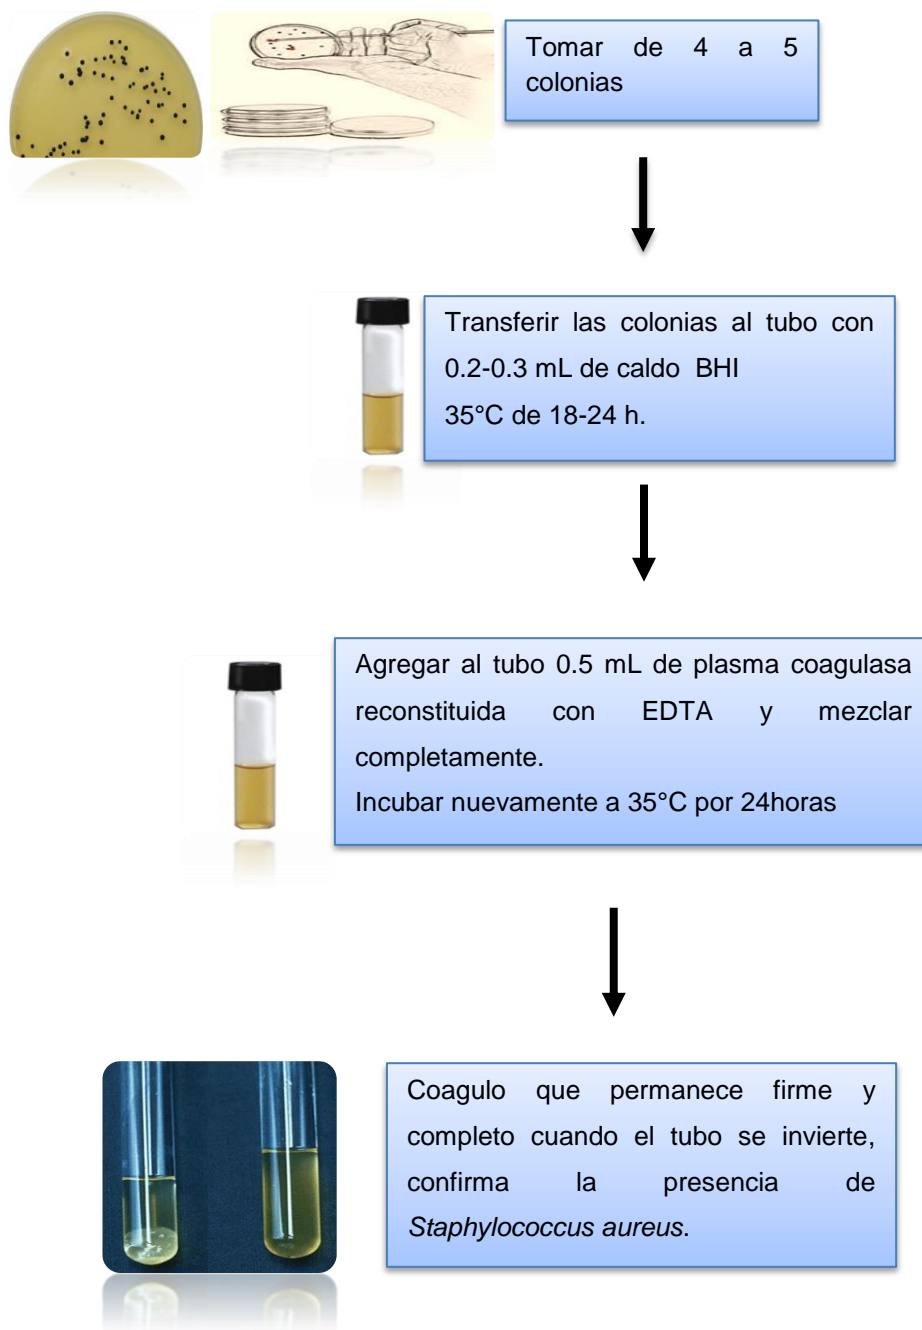 Tomar de 4 a 5
colonias
Transferir las colonias al tubo con
0.2-0.3 mL de caldo BHI
35°C de 18-24 h.
Agregar al tubo 0.5 mL de plasma coagulasa
reconstituida con EDTA y mezclar
completamente.
Incubar nuevamente a 35°C por 24horas
Coagulo que permanece firme y
completo cuando el tubo se invierte,
confirma la presencia de
Staphylococcus aureus.